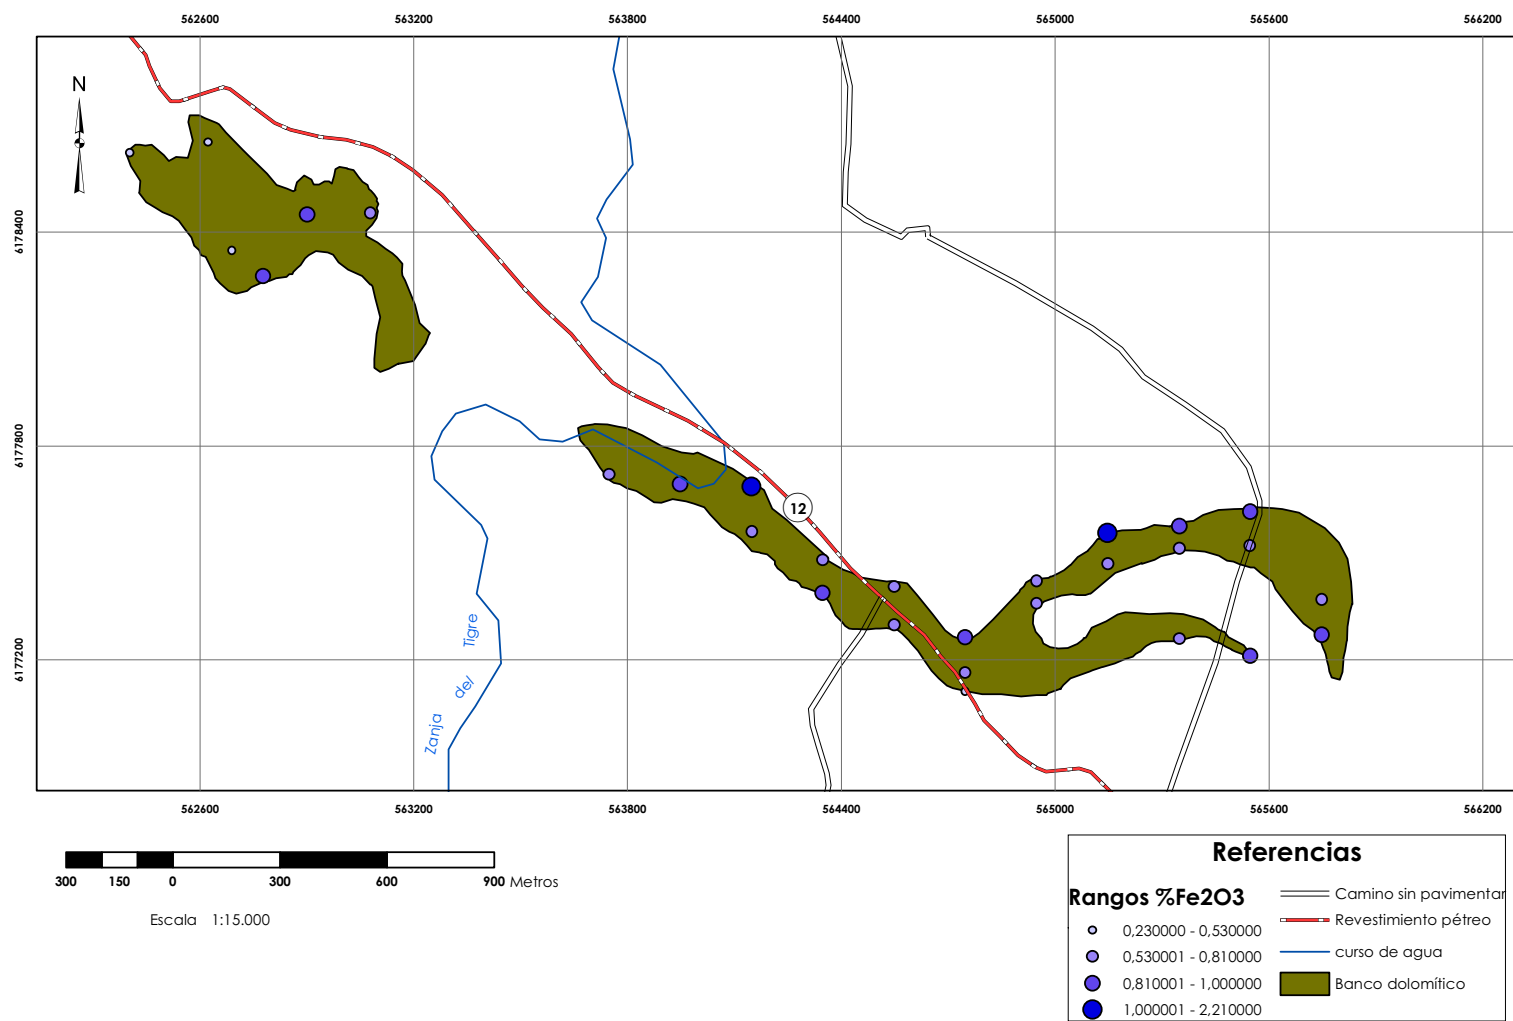 562600 563200 563800 564400 565000 565600 566200
N
6178400
6177800
12
6177200
Zanja del Tigre
562600 563200 563800 564400 565000 565600 566200
300 150 0 300 600 900 Metros
Escala 1:15.000
Referencias
Rangos %Fe2O3
0,230000 - 0,530000
0,530001 - 0,810000
0,810001 - 1,000000
1,000001 - 2,210000
Camino sin pavimentar
Revestimiento pétreo
curso de agua
Banco dolomítico